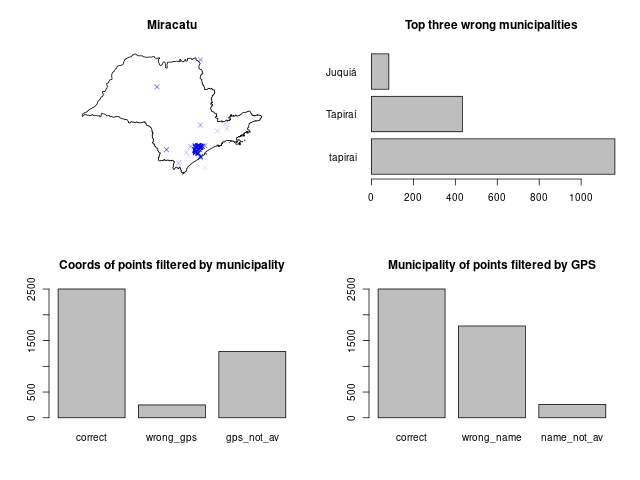 Miracatu
Top three wrong municipalities
Juquiá
Tapiraí
tapirai
0 200 400 600 800 1000
Coords of points filtered by municipality
2500
1500
500
0
correct wrong_gps gps_not_av
Municipality of points filtered by GPS
2500
1500
500
0
correct wrong_name name_not_av